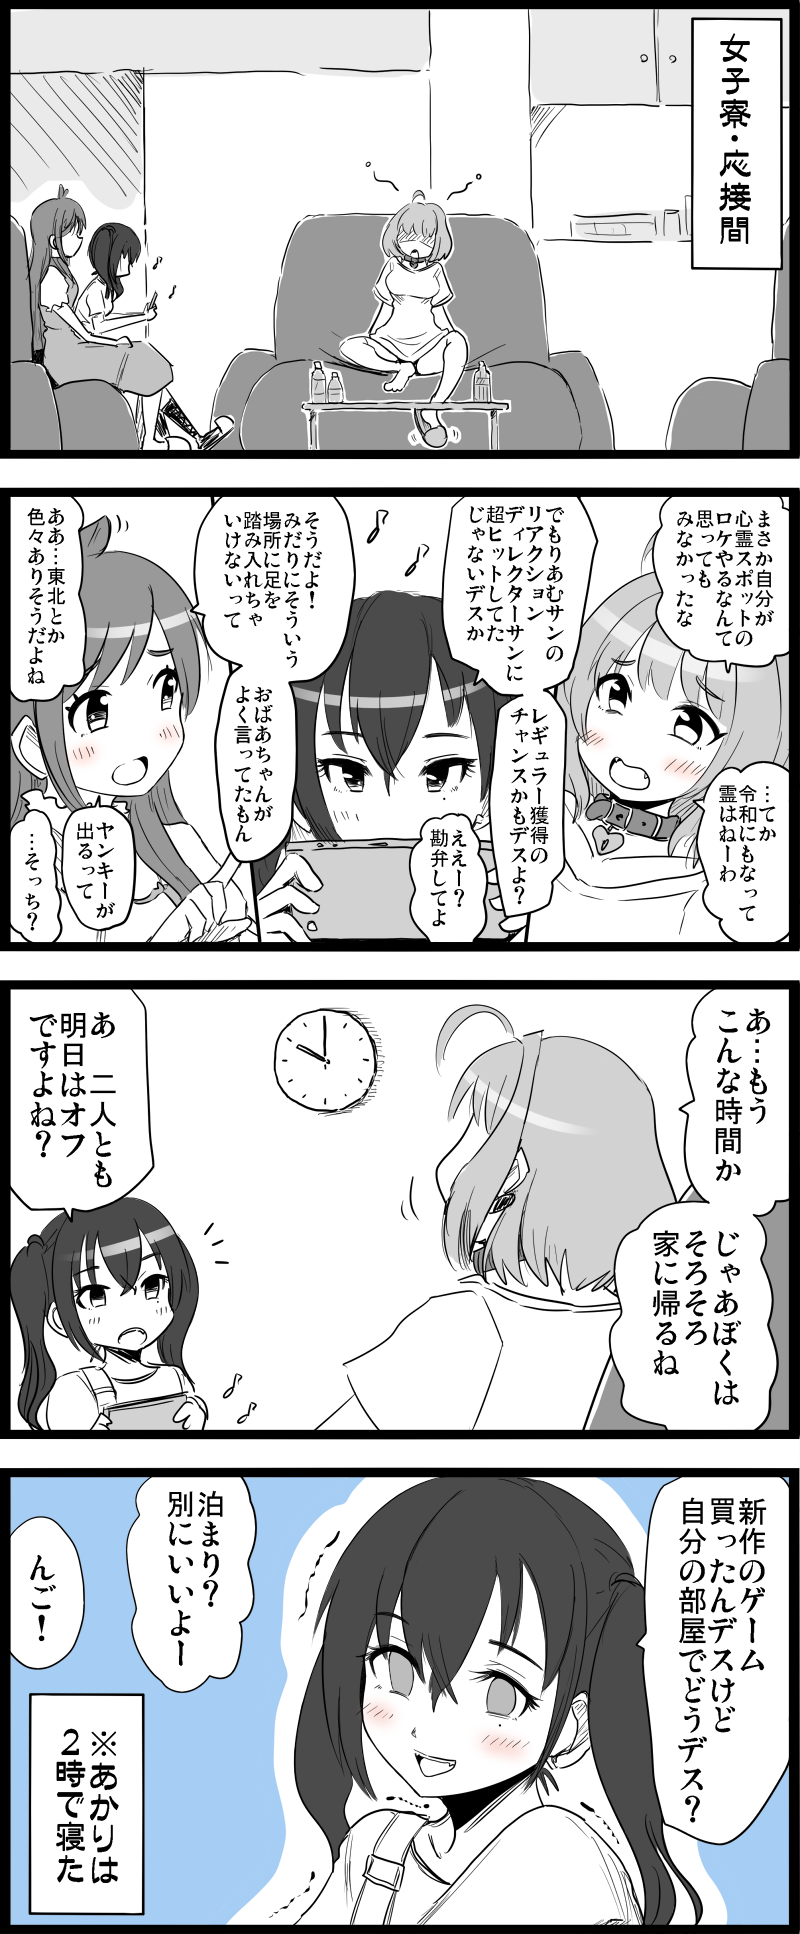 女子寮・応接間
まさか自分が
心霊スポットの
ロケやるなんて
思っても
みなかったな
…てか
令和にもなって
霊はねーわ
でもりあむサンの
リアクション
ディレクターサンに
超ヒットしてた
じゃないデスか
レギュラー獲得の
チャンスかもデスよ?
ええー?
勘弁してよ
そうだよ!
みだりにそういう
場所に足を
踏み入れちゃ
いけないって
おばあちゃんが
よく言ってたもん
ああ…東北とか
色々ありそうだよね
ヤンキーが
出るって
…そっち?
あ…もう
こんな時間か
じゃあぼくは
そろそろ
家に帰るね
あ 二人とも
明日はオフ
ですよね?
新作のゲーム
買ったんデスけど
自分の部屋でどうデス?
泊まり?
別にいいよー
んご!
※あかりは
2時で寝た